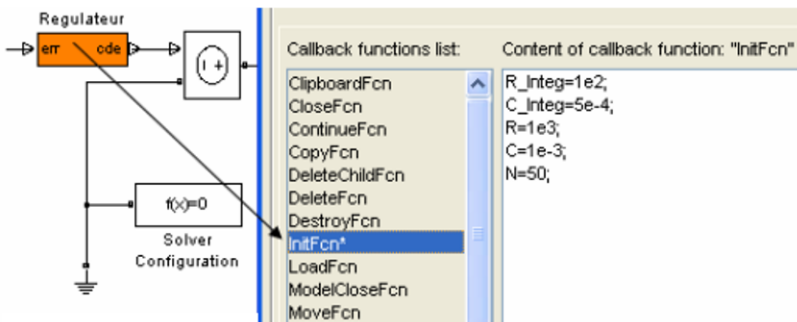 Regulateur
err cde
f(x)=0
Solver
Configuration
Callback functions list:
ClipboardFcn
CloseFcn
ContinueFcn
CopyFcn
DeleteChildFcn
DeleteFcn
DestroyFcn
InitFcn*
LoadFcn
ModelCloseFcn
MoveFcn
Content of callback function: "InitFcn"
R_Integ=1e2;
C_Integ=5e-4;
R=1e3;
C=1e-3;
N=50;